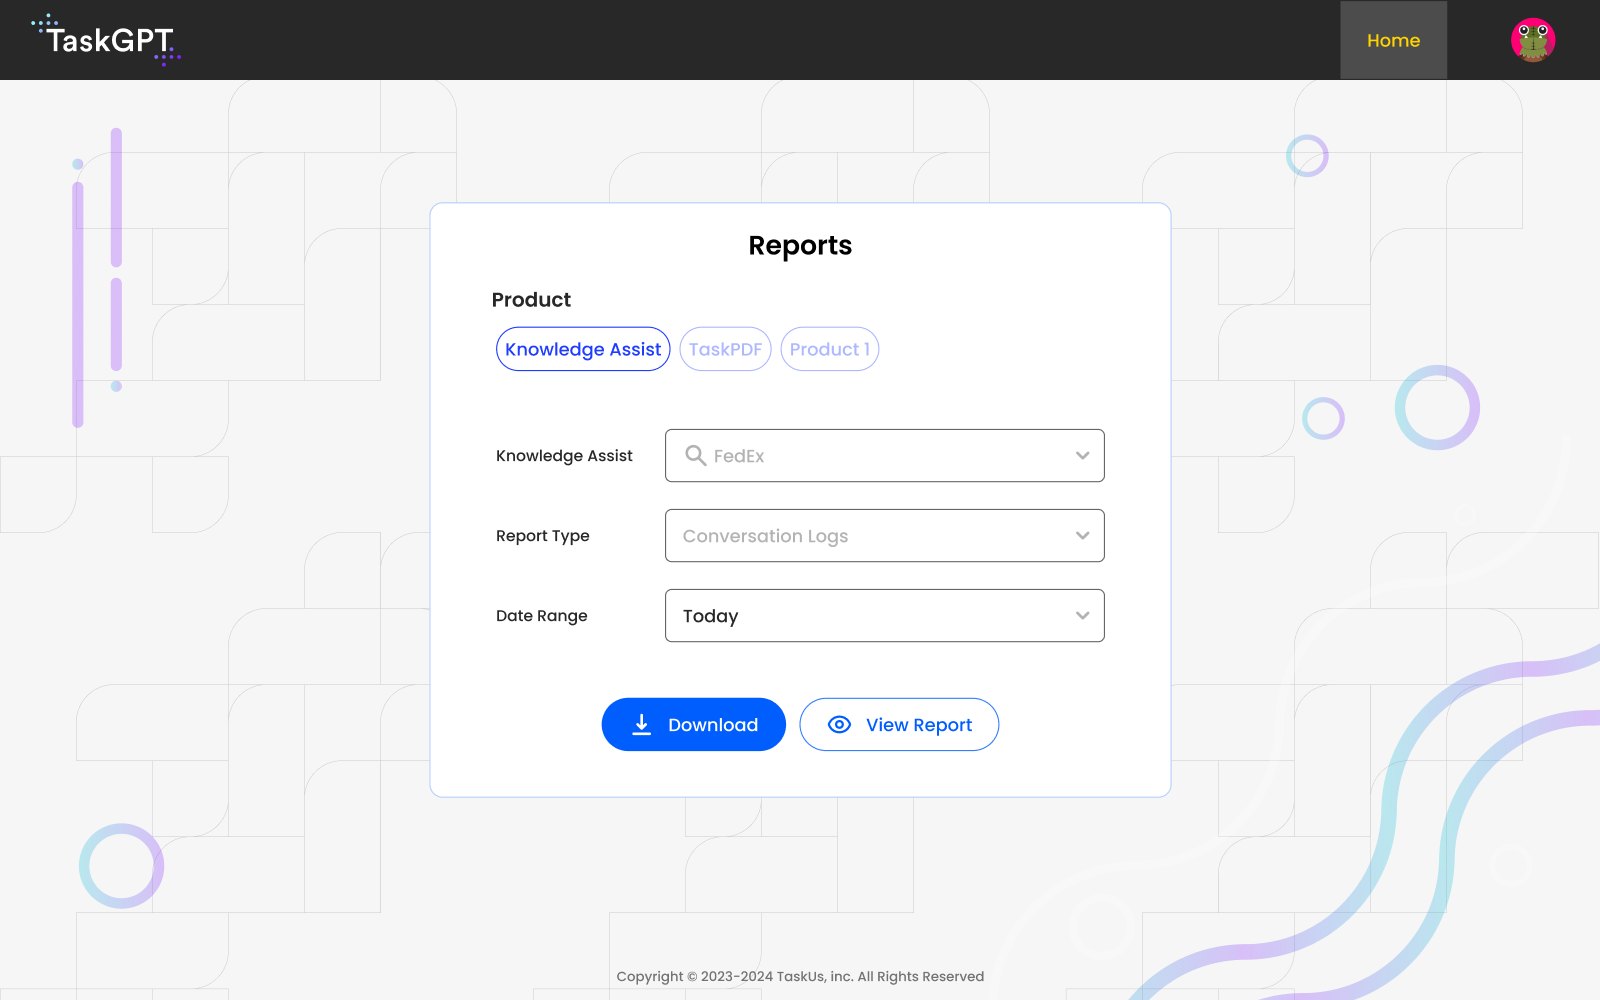 TaskGPT
Home
Reports
Product
Knowledge Assist TaskPDF Product 1
Knowledge Assist FedEx
Report Type Conversation Logs
Date Range Today
Download View Report
Copyright © 2023-2024 TaskUs, inc. All Rights Reserved